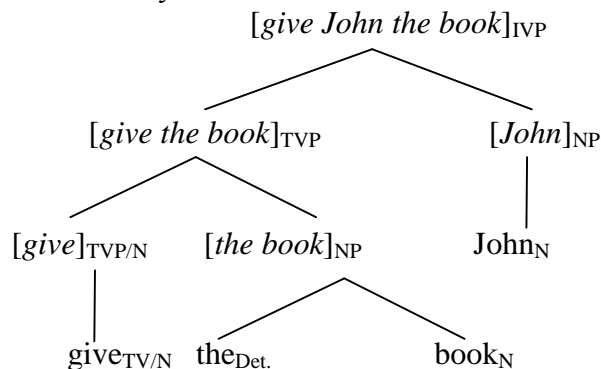 [give John the book]IVP
[give the book]TVP [John]NP
[give]TVP/N [the book]NP JohnN
giveTV/N theDet. bookN